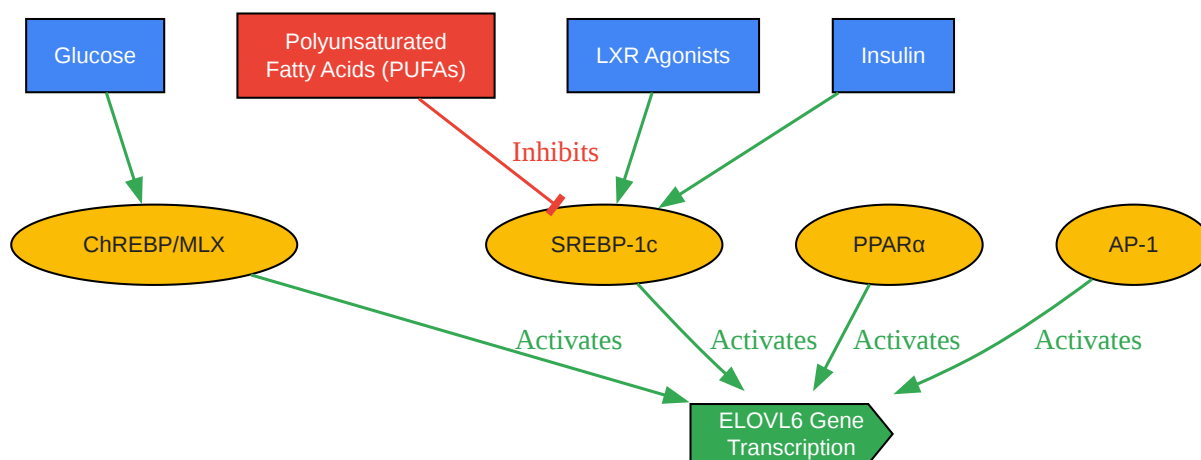 Glucose
Polyunsaturated
Fatty Acids (PUFAs)
LXR Agonists
Insulin
Inhibits
ChREBP/MLX
SREBP-1c
PPARα
AP-1
Activates
Activates
Activates
Activates
ELOVL6 Gene
Transcription